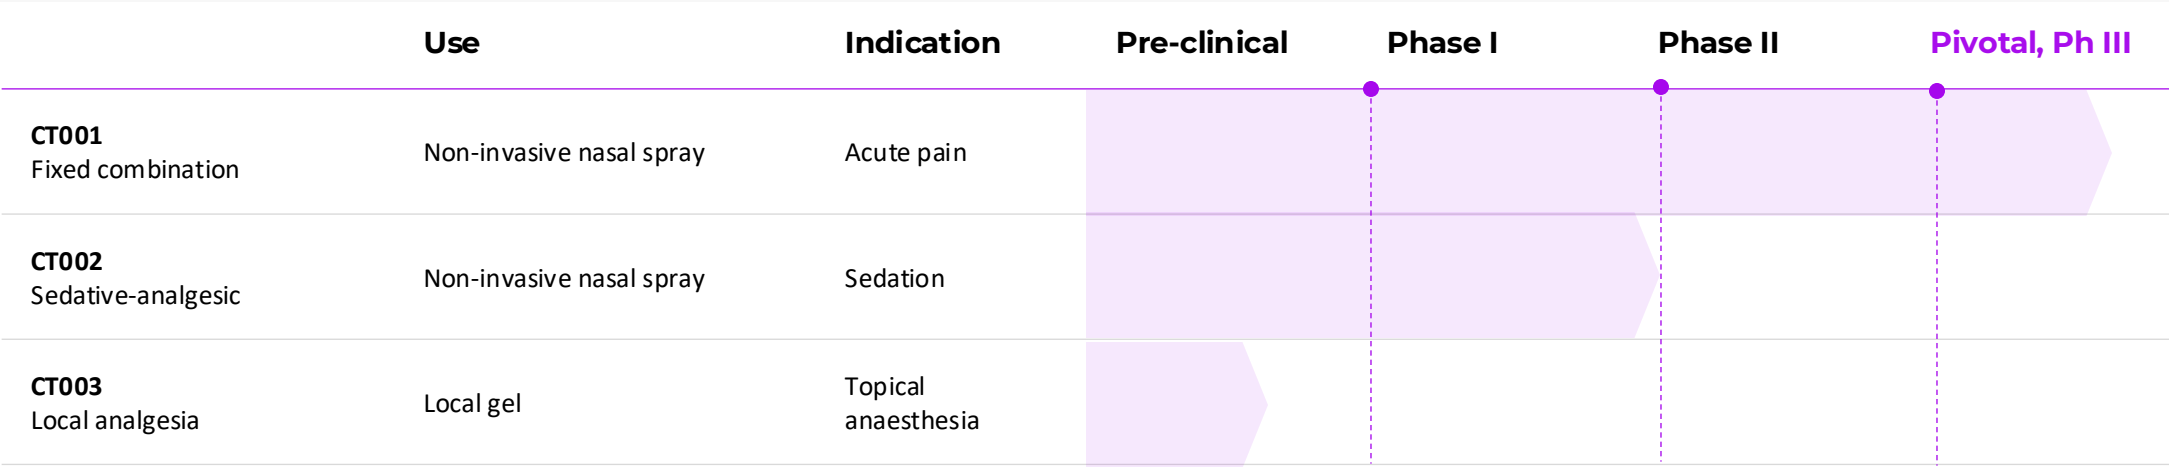 Use Indication Pre-clinical Phase I Phase II Pivotal, Ph III
CT001
Fixed combination
Non-invasive nasal spray
Acute pain
CT002
Sedative-analgesic
Non-invasive nasal spray
Sedation
CT003
Local analgesia
Local gel
Topical
anaesthesia